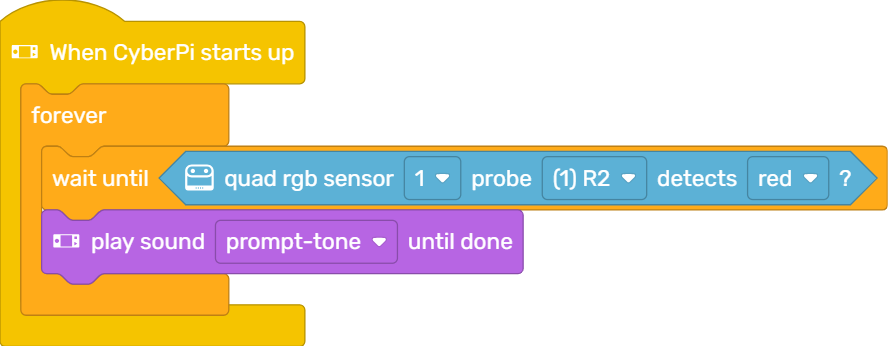 When CyberPi starts up
forever
wait until quad rgb sensor 1 probe (1) R2 detects red ?
play sound prompt-tone until done